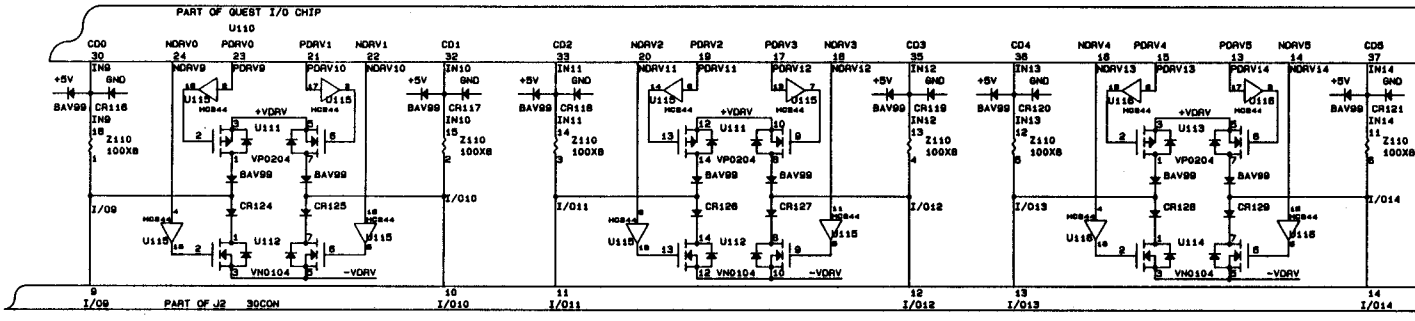 PART OF QUEST I/O CHIP
U110
CD0 NDRV0 PDRV0 PDRV1 NDRV1 CD1 CD2 NDRV2 PDRV2 PDRV3 NDRV3 CD3 CD4 NDRV4 PDRV4 PDRV5 NDRV5 CD5
30 24 23 21 22 32 33 20 19 17 18 35 36 16 15 13 14 37
IN9 NDRV9 PDRV9 PDRV10 NDRV10 IN10 IN11 NDRV11 PDRV11 PDRV12 NDRV12 IN12 IN13 NDRV13 PDRV13 PDRV14 NDRV14 IN14
+5V GND +5V GND +5V GND +5V GND +5V GND +5V GND
U115 U115 U115 U115 U116 U116
BAV99 CR116 BAV99 CR117 BAV99 CR118 BAV99 CR119 BAV99 CR120 BAV99 CR121
+VDRV +VDRV +VDRV
IN9 IN10 IN11 IN12 IN13 IN14
U111 U111 U113
Z110 Z110 Z110 Z110 Z110 Z110
100X8 100X8 100X8 100X8 100X8 100X8
VP0204 VP0204 VP0204
BAV99 BAV99 BAV99 BAV99 BAV99 BAV99
I/O9 CR124 CR125 I/O10 I/O11 CR126 CR127 I/O12 I/O13 CR128 CR129 I/O14
U115 U112 U115 U115 U112 U115 U116 U114 U116
VN0104 -VDRV VN0104 -VDRV VN0104 -VDRV
9 10 11 12 13 14
I/O9 PART OF J2 30CON I/O10 I/O11 I/O12 I/O13 I/O14